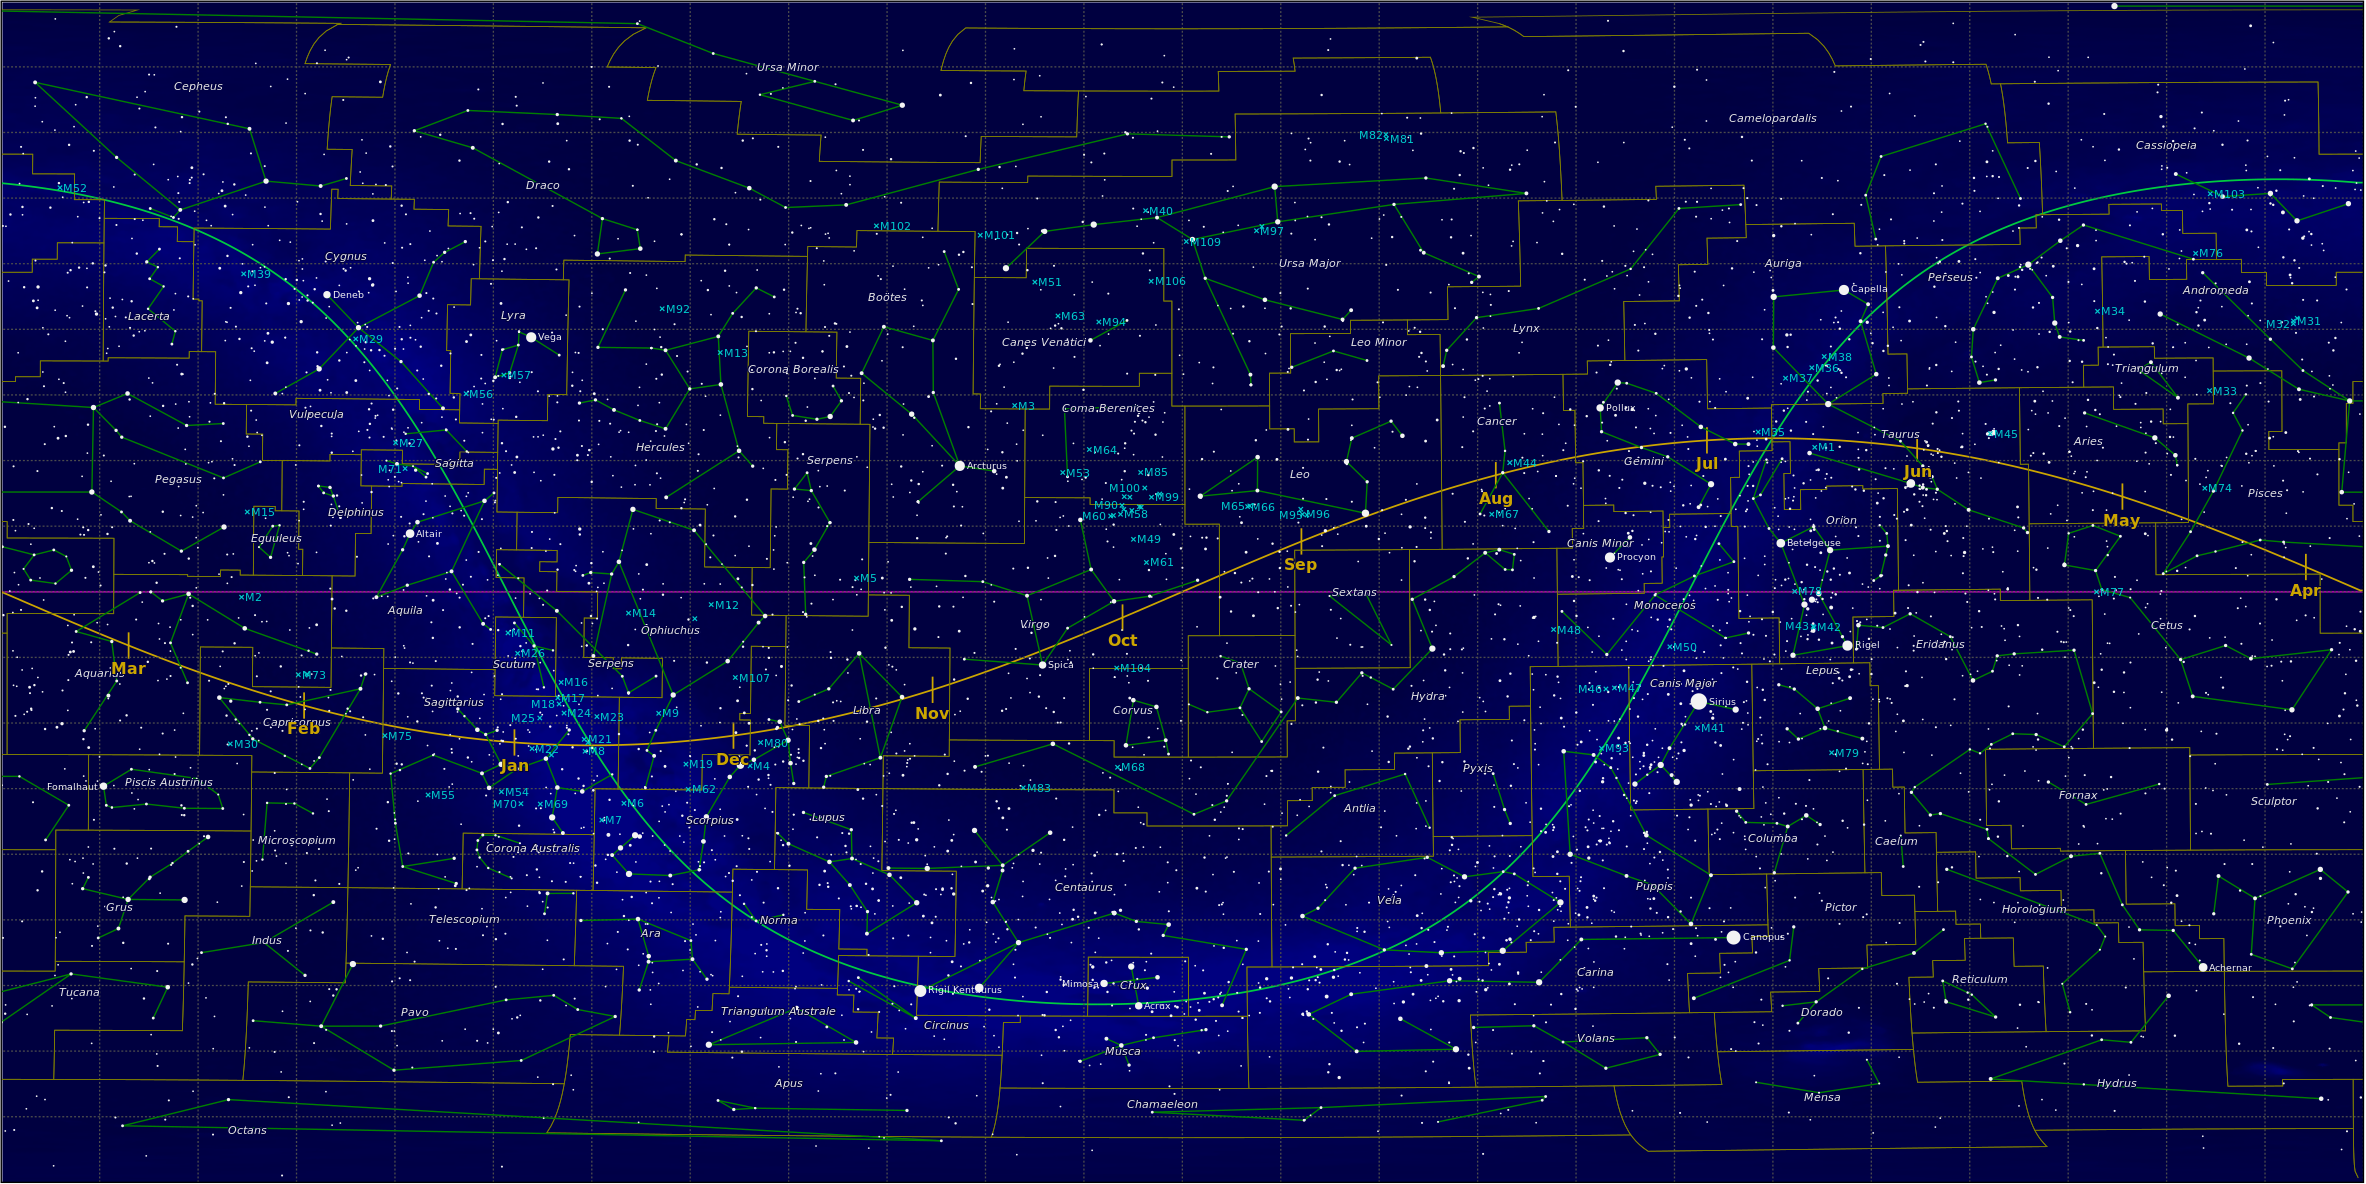 Ursa Minor
Cepheus
Camelopardalis
M82 M81
Cassiopeia
Draco
M52
M103
M40
M102
M101
M109
M97
Cygnus
M76
Ursa Major
Auriga
M39
Perseus
M51
M106
Deneb
Boötes
Capella
Andromeda
Lacerta
Lyra
M92
M63
M94
M34
M32 M31
Lynx
Vega
M29
Canes Venatici
Leo Minor
M13
M38
M36
Corona Borealis
Triangulum
M57
M37
M56
M33
M3
Coma Berenices
Pollux
Vulpecula
Cancer
M35
Taurus
M45
M27
Hercules
M64
M1
Aries
Sagitta
M71
Serpens
Arcturus
Gemini
Jul
M44
M53
M85
Leo
Jun
Pegasus
M100
M99
Aug
M74
Pisces
M15
Delphinus
M90
M65 M66
M60 M58
M95 M96
M67
Orion
May
Altair
Equuleus
M49
Canis Minor
Betelgeuse
Procyon
M61
Sep
M5
Apr
M2
Sextans
M78
M77
Aquila
M14
M12
Monoceros
Ophiuchus
Virgo
M48
M43 M42
Cetus
M11
Oct
Rigel
Eridanus
M26
M50
Mar
Scutum
Serpens
Spica
M104
Crater
Lepus
Aquarius
M73
M107
M16
Canis Major
M46 M47
Hydra
M17
Sagittarius
M18
Sirius
Feb
Capricornus
M25
M24 M23
M9
Libra
Nov
Corvus
M41
M30
M75
M21
M80
M22
M8
M93
M79
Jan
Dec
M19
M4
M68
Pyxis
Fomalhaut
Piscis Austrinus
M55
M54
M62
M83
Fornax
M70 M69
M6
Sculptor
Antlia
M7
Scorpius
Lupus
Microscopium
Corona Australis
Columba
Caelum
Centaurus
Puppis
Vela
Grus
Telescopium
Norma
Pictor
Horologium
Phoenix
Ara
Indus
Canopus
Achernar
Carina
Reticulum
Tucana
Rigil Kentaurus
Mimosa
Crux
Acrux
Pavo
Triangulum Australe
Circinus
Dorado
Volans
Musca
Apus
Hydrus
Chamaeleon
Mensa
Octans